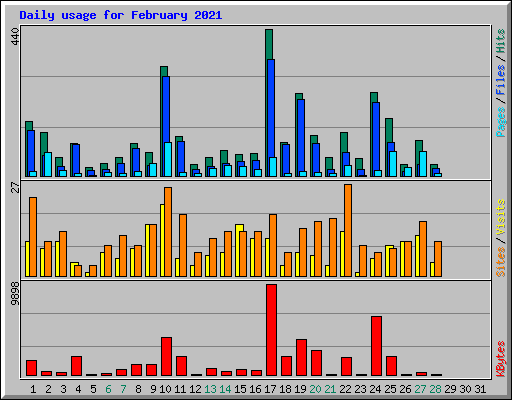 Daily usage for February 2021
440
Pages / Files / Hits
27
Sites / Visits
9898
KBytes
1 2 3 4 5 6 7 8 9 10 11 12 13 14 15 16 17 18 19 20 21 22 23 24 25 26 27 28 29 30 31